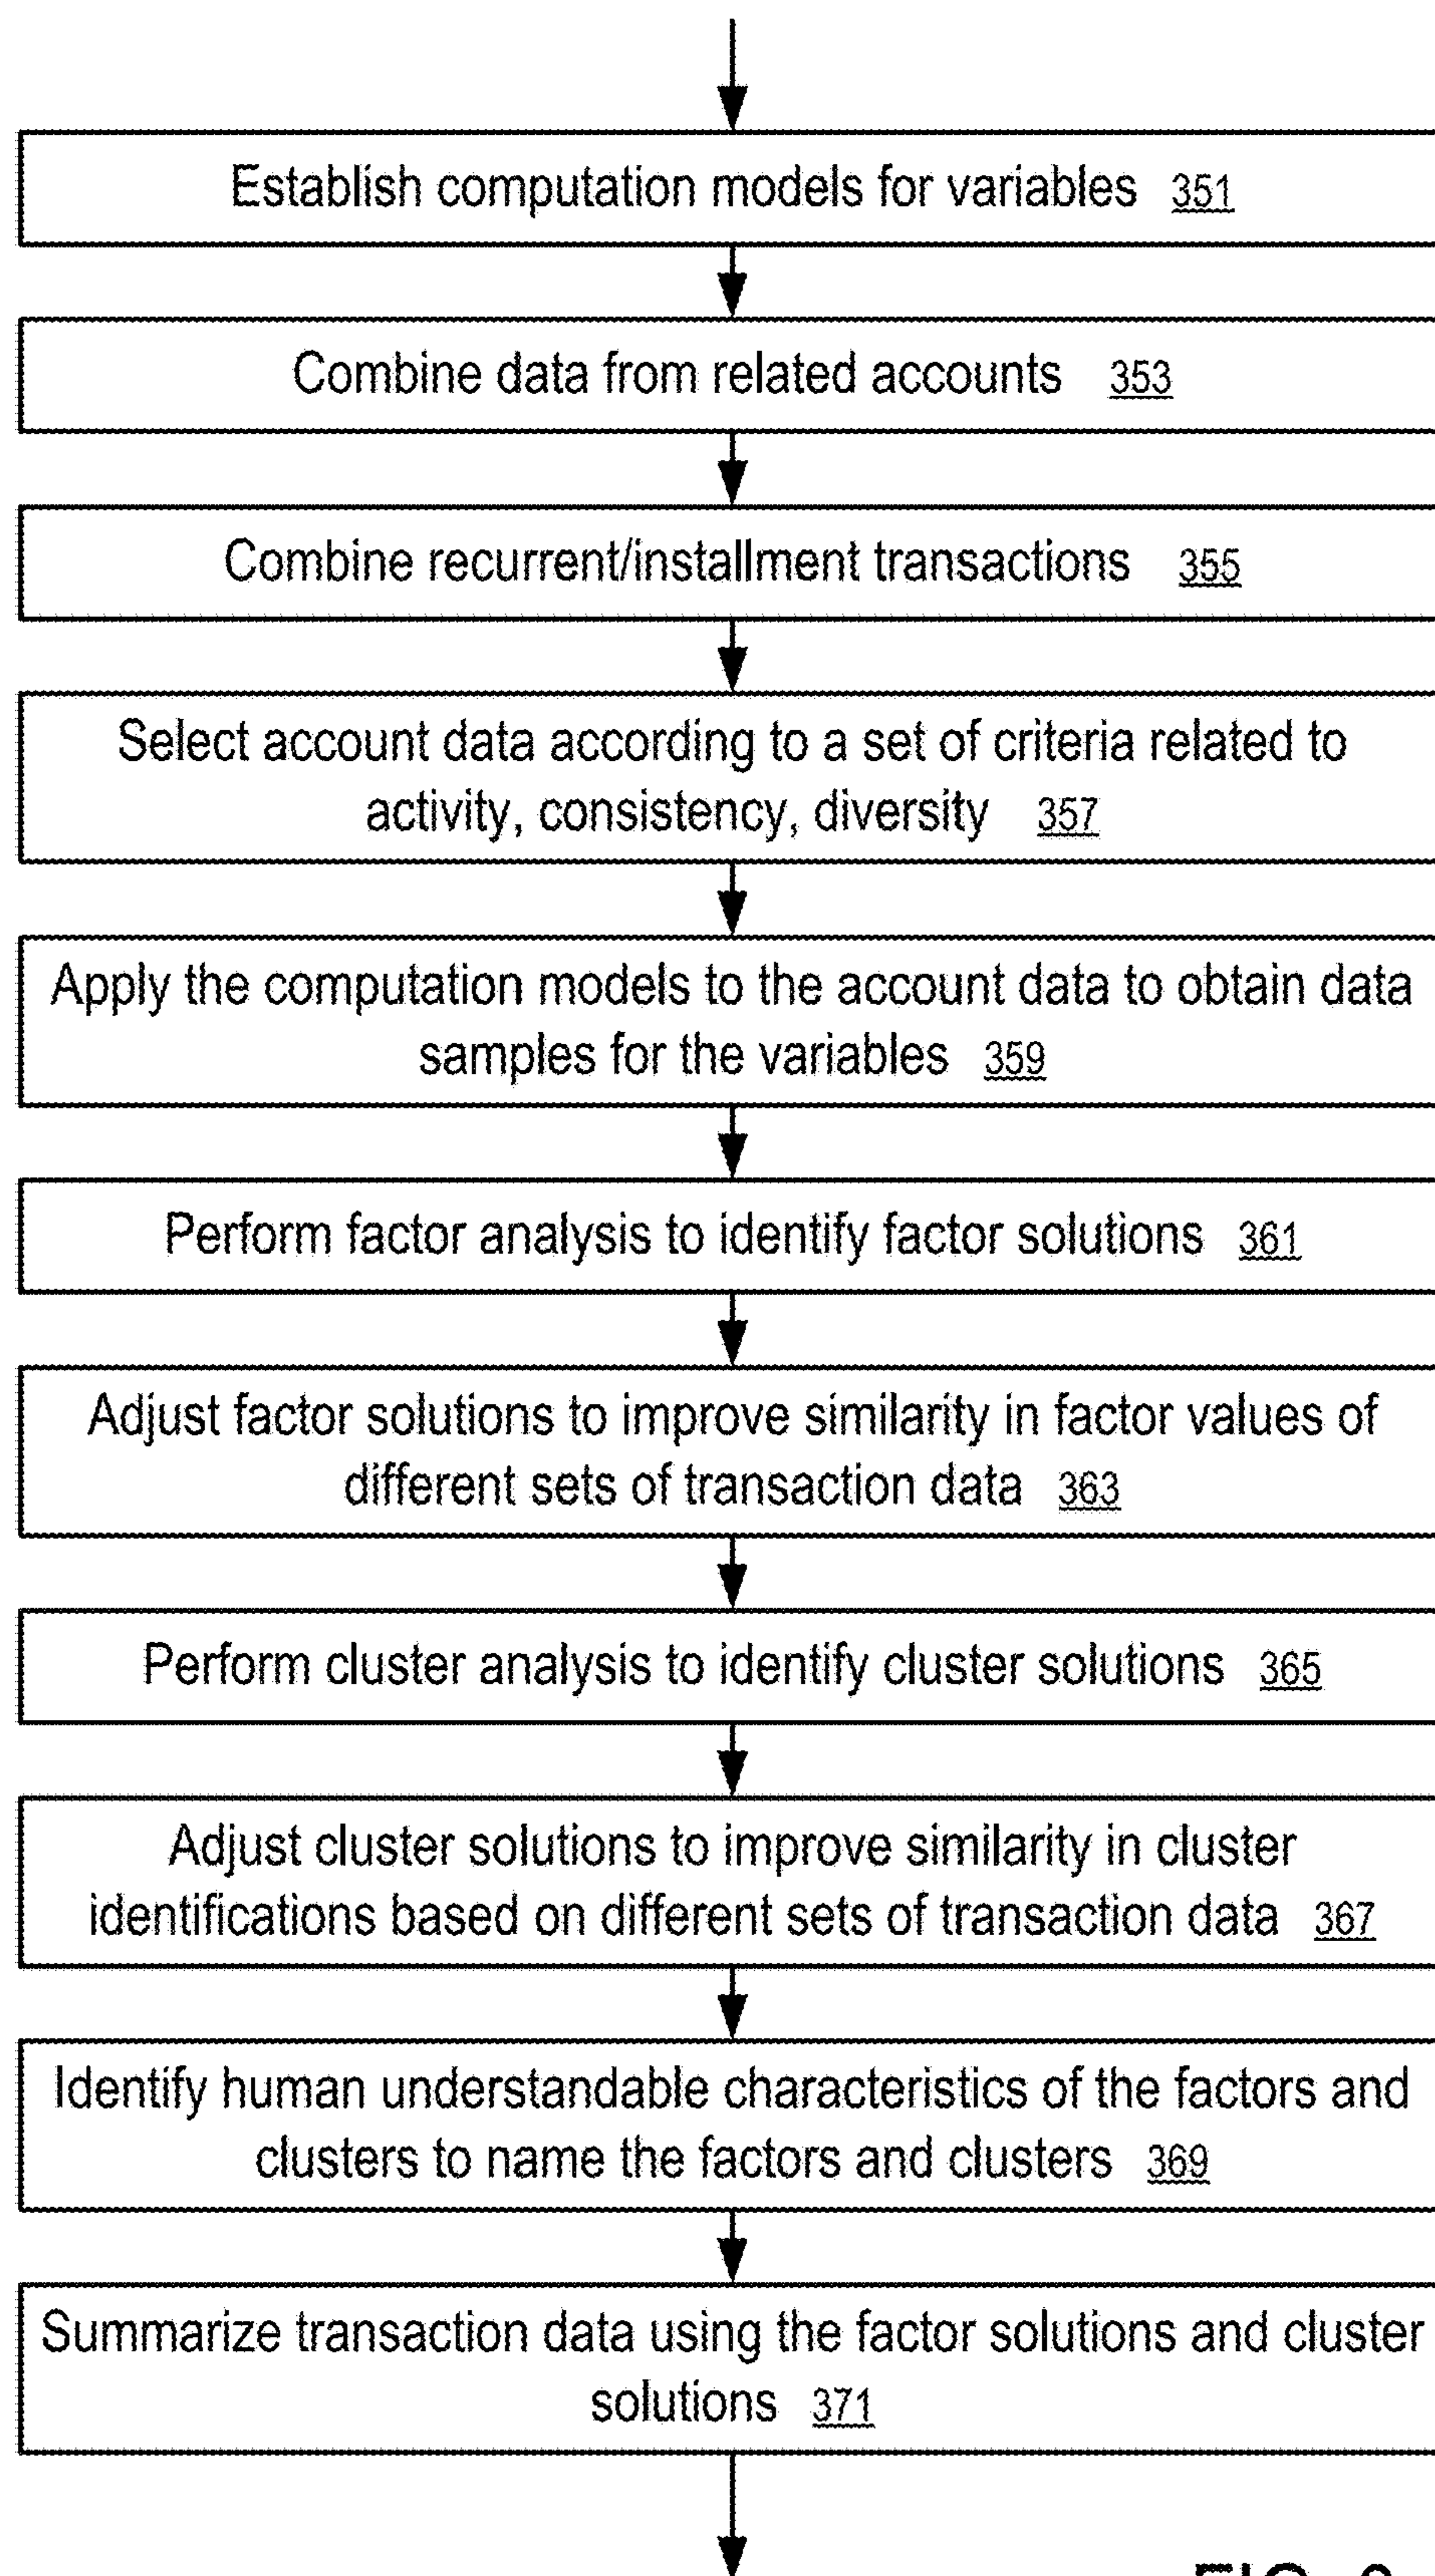 Establish computation models for variables 351
Combine data from related accounts 353
Combine recurrent/installment transactions 355
Select account data according to a set of criteria related to
activity, consistency, diversity 357
Apply the computation models to the account data to obtain data
samples for the variables 359
Perform factor analysis to identify factor solutions 361
Adjust factor solutions to improve similarity in factor values of
different sets of transaction data 363
Perform cluster analysis to identify cluster solutions 365
Adjust cluster solutions to improve similarity in cluster
identifications based on different sets of transaction data 367
Identify human understandable characteristics of the factors and
clusters to name the factors and clusters 369
Summarize transaction data using the factor solutions and cluster
solutions 371
FIG.